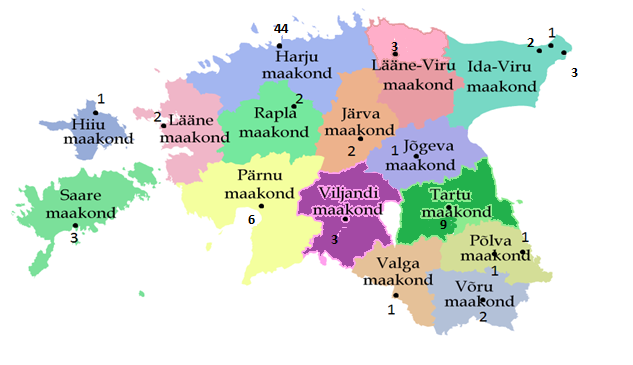 44
Harju
maakond
3
Lääne-Viru
maakond
2
1
3
Ida-Viru
maakond
1
Hiiu
maakond
2
Lääne
maakond
2
Rapla
maakond
Järva
maakond
2
1
Jõgeva
maakond
Saare
maakond
3
Pärnu
maakond
6
Viljandi
maakond
3
Tartu
maakond
9
Põlva
maakond
1
1
Valga
maakond
1
Võru
maakond
2